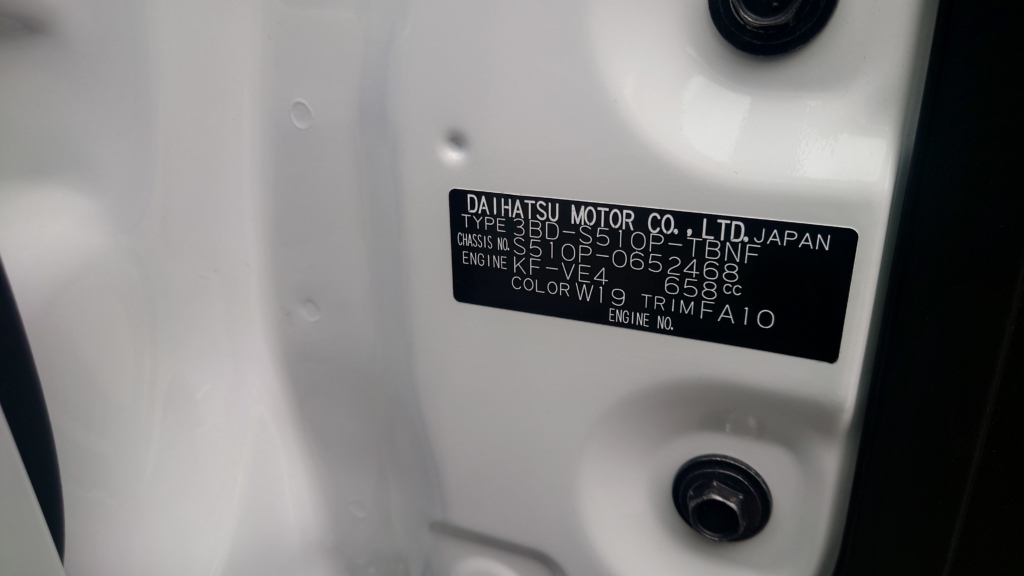 DAIHATSU MOTOR CO.,LTD. JAPAN
TYPE 3BD-S510P-TBNF
CHASSIS NO. S510P-0652468
ENGINE KF-VE4 658cc
COLOR W19 TRIM FA10
ENGINE NO.